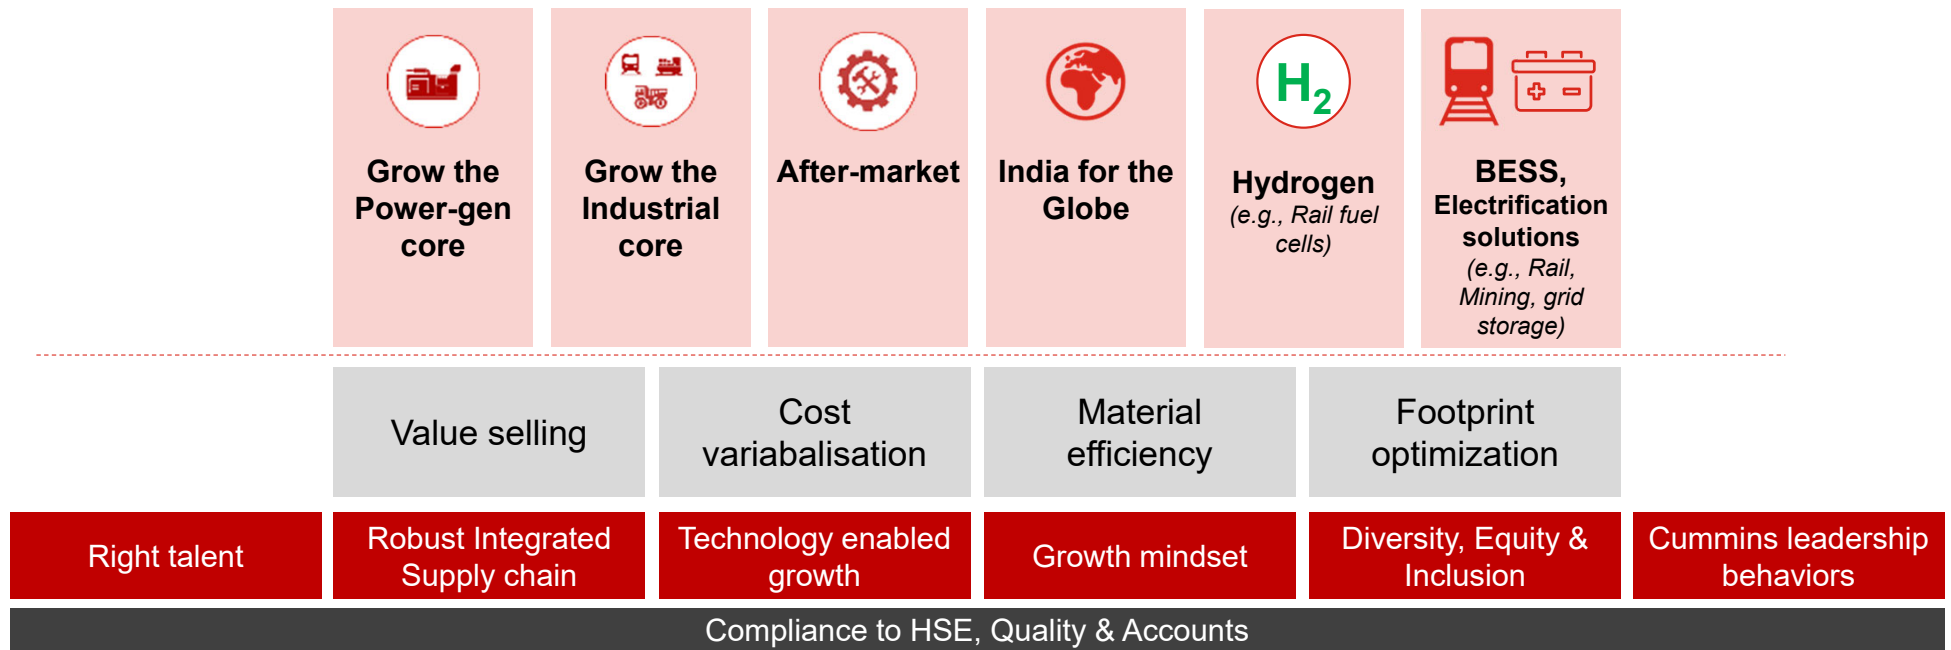 Grow the
Power-gen
core
Grow the
Industrial
core
After-market
India for the
Globe
H2
Hydrogen
(e.g., Rail fuel
cells)
BESS,
Electrification
solutions
(e.g., Rail,
Mining, grid
storage)
Value selling
Cost
variabalisation
Material
efficiency
Footprint
optimization
Right talent
Robust Integrated
Supply chain
Technology enabled
growth
Growth mindset
Diversity, Equity &
Inclusion
Cummins leadership
behaviors
Compliance to HSE, Quality & Accounts